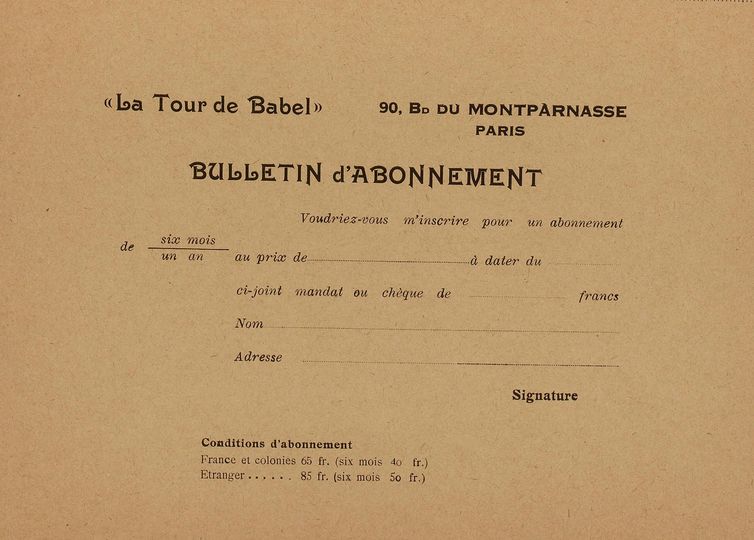 «La Tour de Babel» 90, BD DU MONTPARNASSE
PARIS
BULLETIN d'ABONNEMENT
Voudriez-vous m'inscrire pour un abonnement
de six mois
un an au prix de à dater du
ci-joint mandat ou chèque de francs
Nom
Adresse
Signature
Conditions d'abonnement
France et colonies 65 fr. (six mois 40 fr.)
Etranger...... 85 fr. (six mois 50 fr.)